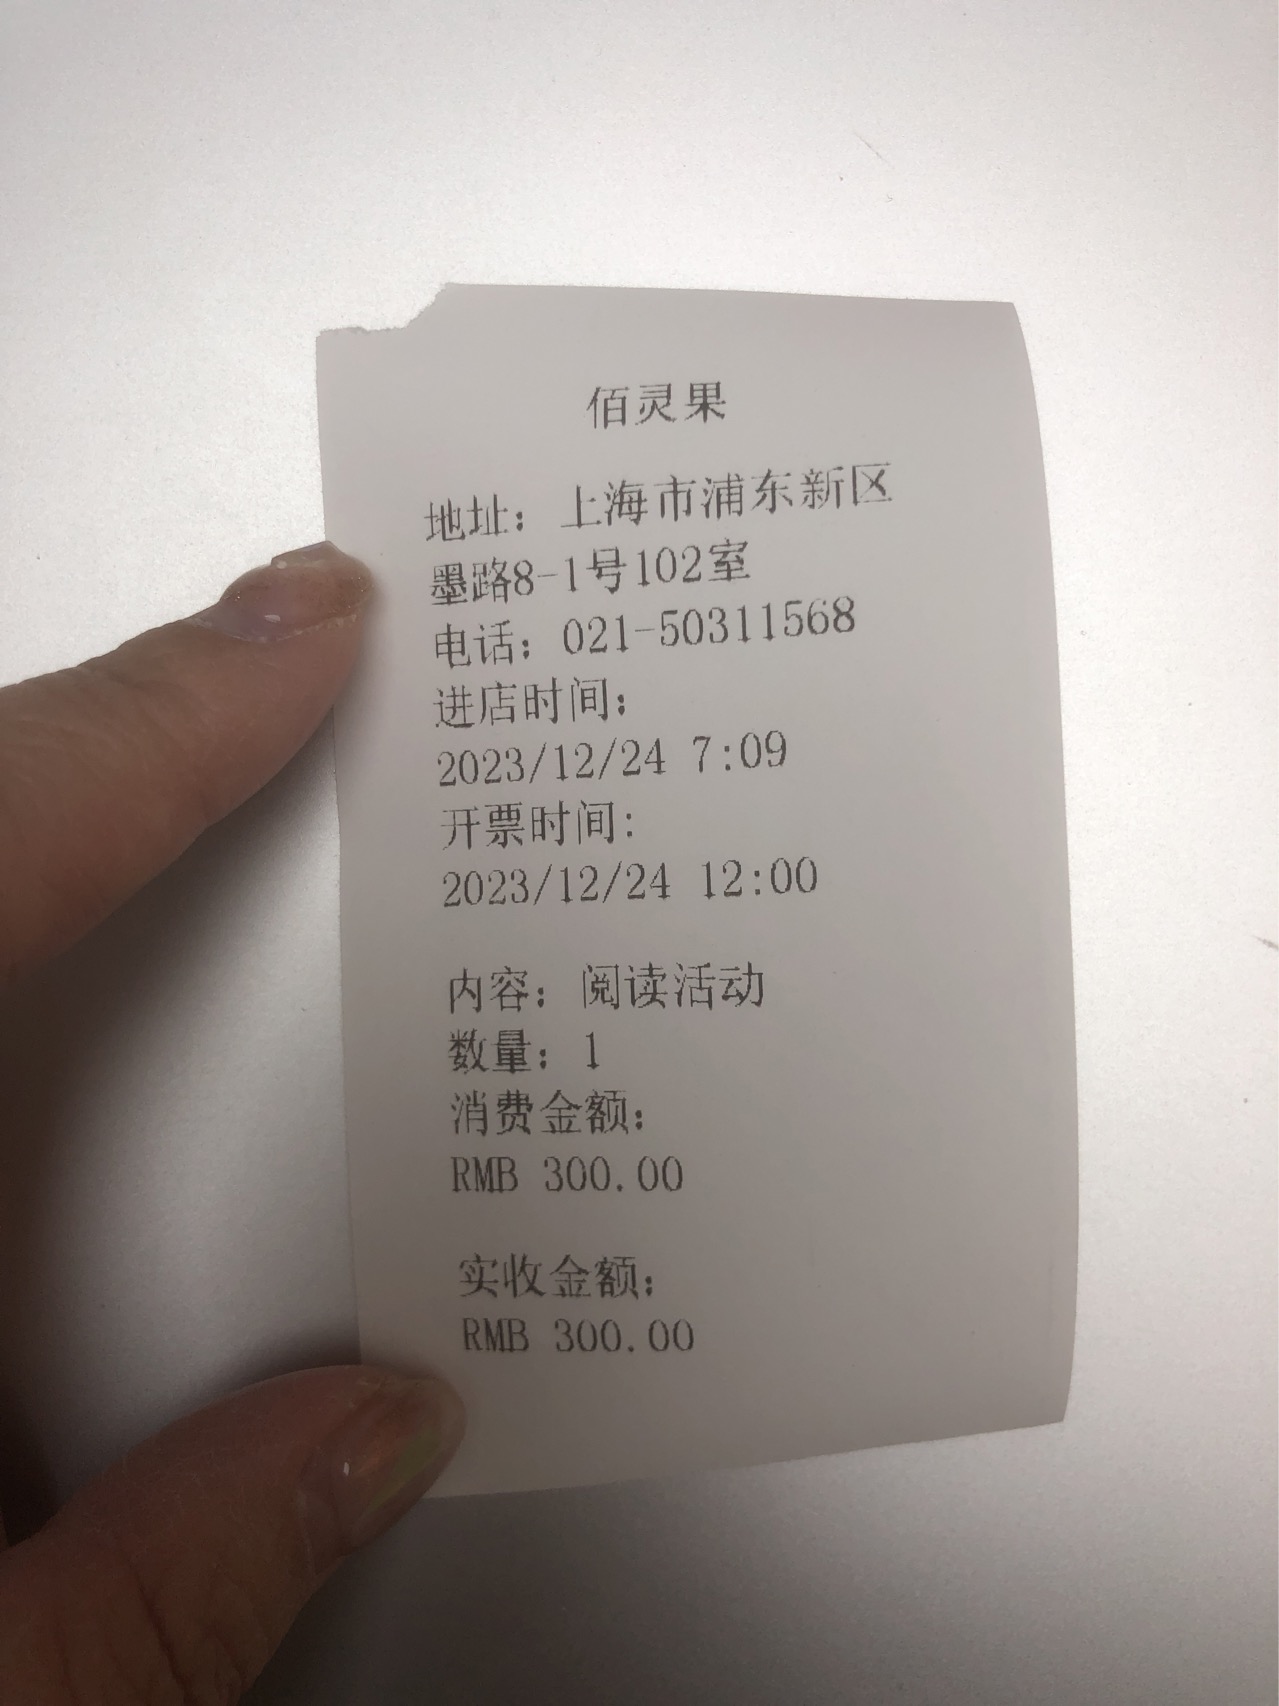 佰灵果
地址：上海市浦东新区
墨路8-1号102室
电话：021-50311568
进店时间：
2023/12/24 7:09
开票时间：
2023/12/24 12:00
内容：阅读活动
数量：1
消费金额：
RMB 300.00
实收金额：
RMB 300.00